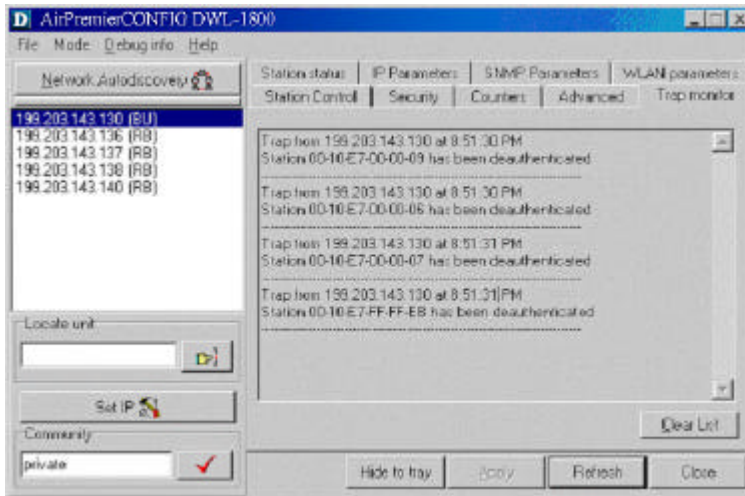 D AirPremierCONFIG DWL-1800
File Mode Debug info Help
Network Autodiscovery
199.203.143.130 (BU)
199.203.143.136 (RB)
199.203.143.137 (RB)
199.203.143.138 (RB)
199.203.143.140 (RB)
Locate unit
Set IP
Community
private
Station status IP Parameters SNMP Parameters WLAN parameters
Station Control Security Counters Advanced Trap monitor
Trap from 199.203.143.130 at 8:51:30 PM
Station 00-10-E7-00-00-09 has been deauthenticated
Trap from 199.203.143.130 at 8:51:30 PM
Station 00-10-E7-00-00-06 has been deauthenticated
Trap from 199.203.143.130 at 8:51:31 PM
Station 00-10-E7-00-00-07 has been deauthenticated
Trap from 199.203.143.130 at 8:51:31 PM
Station 00-10-E7-FF-FF-EB has been deauthenticated
Clear List
Hide to tray Apply Refresh Close